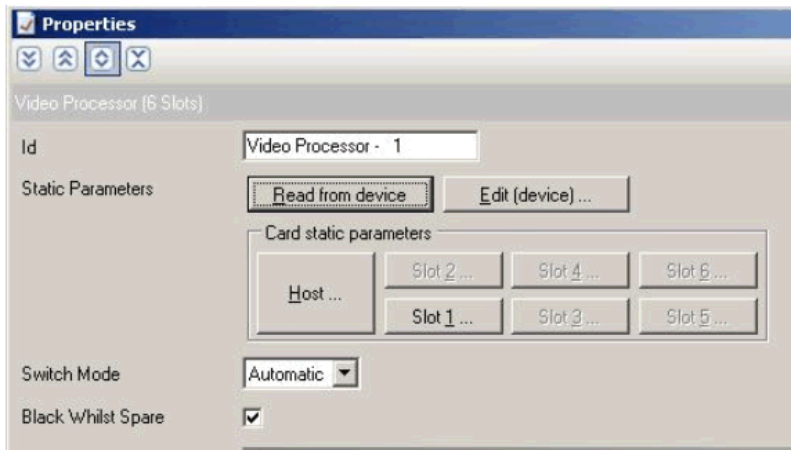 Properties
Video Processor (6 Slots)
Id Video Processor - 1
Static Parameters Read from device Edit (device) ...
Card static parameters
Host ... Slot 2 ... Slot 4 ... Slot 6 ...
Slot 1 ... Slot 3 ... Slot 5 ...
Switch Mode Automatic
Black Whilst Spare